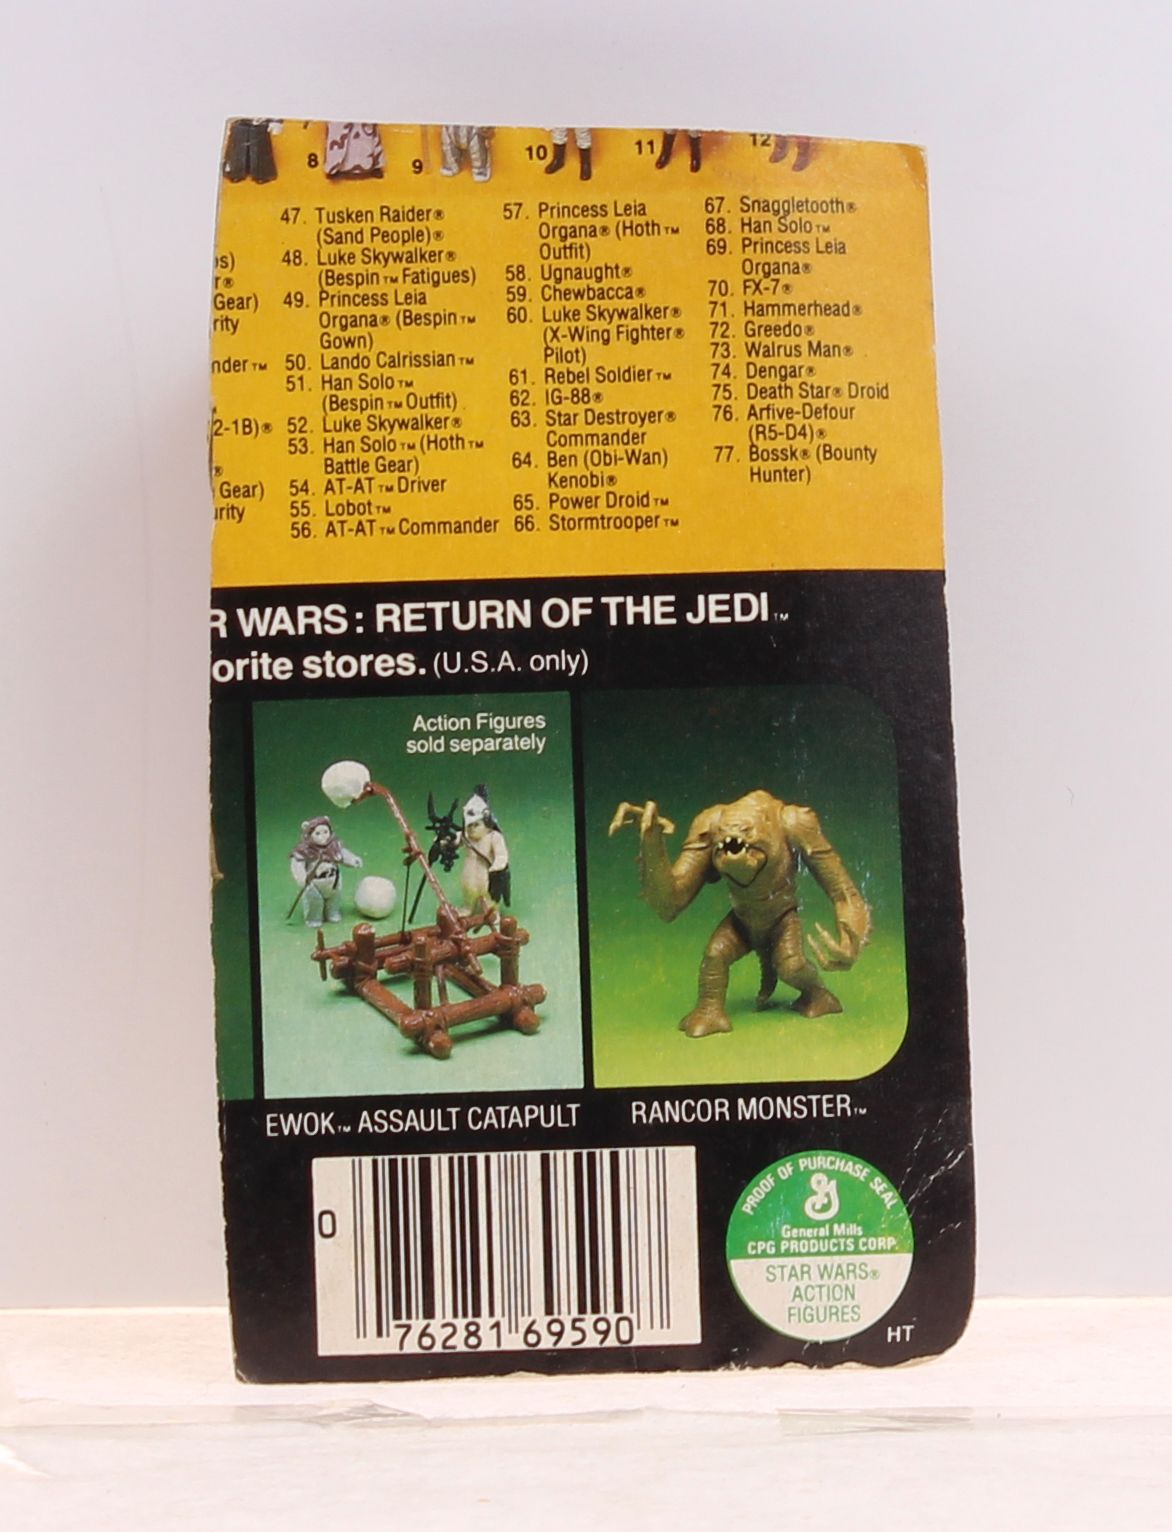 8
9
10
11
12
47. Tusken Raider®
(Sand People)®
48. Luke Skywalker®
(Bespin™ Fatigues)
49. Princess Leia
Organa® (Bespin™
Gown)
50. Lando Calrissian™
51. Han Solo™
(Bespin™ Outfit)
52. Luke Skywalker®
53. Han Solo™ (Hoth™
Battle Gear)
54. AT-AT™ Driver
55. Lobot™
56. AT-AT™ Commander
57. Princess Leia
Organa® (Hoth™
Outfit)
58. Ugnaught®
59. Chewbacca®
60. Luke Skywalker®
(X-Wing Fighter®
Pilot)
61. Rebel Soldier™
62. IG-88®
63. Star Destroyer®
Commander
64. Ben (Obi-Wan)
Kenobi®
65. Power Droid™
66. Stormtrooper™
67. Snaggletooth®
68. Han Solo™
69. Princess Leia
Organa®
70. FX-7®
71. Hammerhead®
72. Greedo®
73. Walrus Man®
74. Dengar®
75. Death Star® Droid
76. Arfive-Defour
(R5-D4)®
77. Bossk® (Bounty
Hunter)
s)
r®
Gear)
rity
nder™
2-1B)®
®
Gear)
urity
R WARS: RETURN OF THE JEDI™
orite stores. (U.S.A. only)
Action Figures
sold separately
EWOK™ ASSAULT CATAPULT
RANCOR MONSTER™
0
76281 69590
PROOF OF PURCHASE SEAL
General Mills
CPG PRODUCTS CORP.
STAR WARS®
ACTION
FIGURES
HT